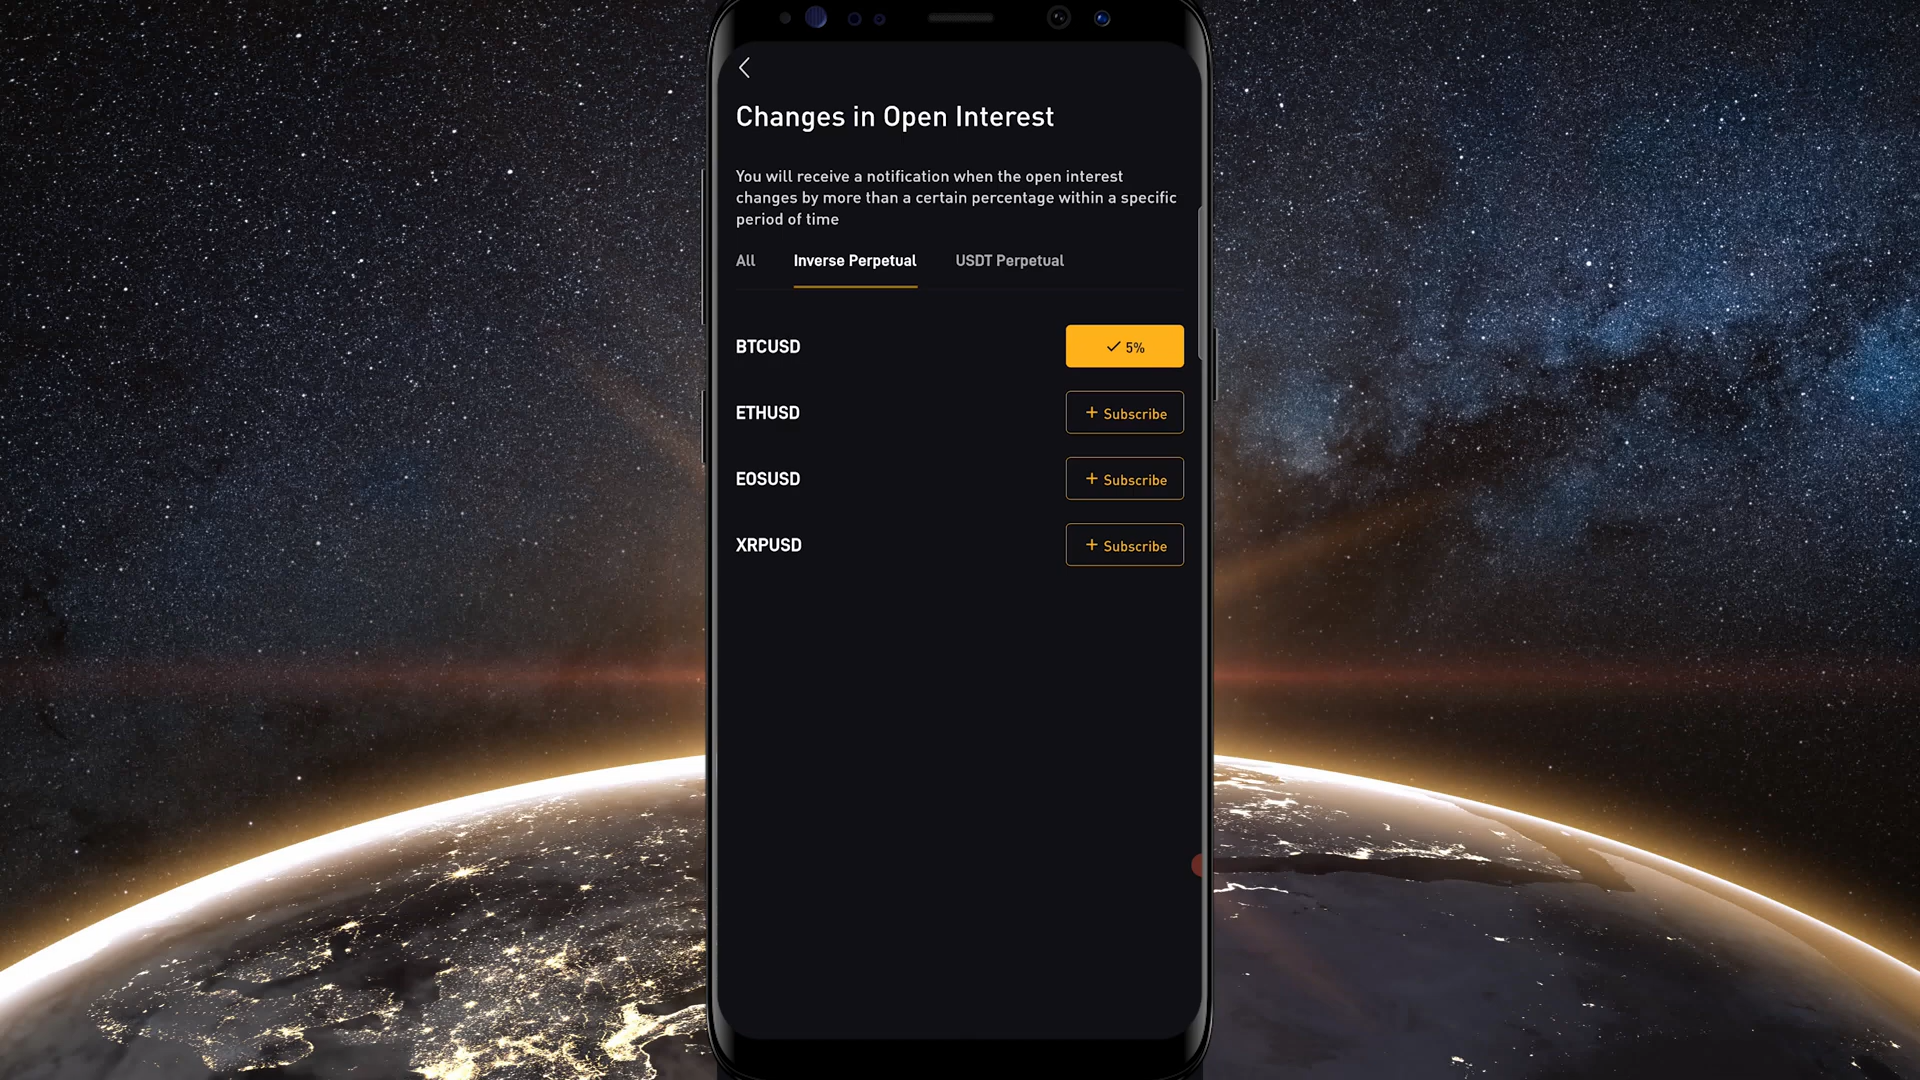 Changes in Open Interest
You will receive a notification when the open interest
changes by more than a certain percentage within a specific
period of time
All Inverse Perpetual USDT Perpetual
BTCUSD 5%
ETHUSD + Subscribe
EOSUSD + Subscribe
XRPUSD + Subscribe